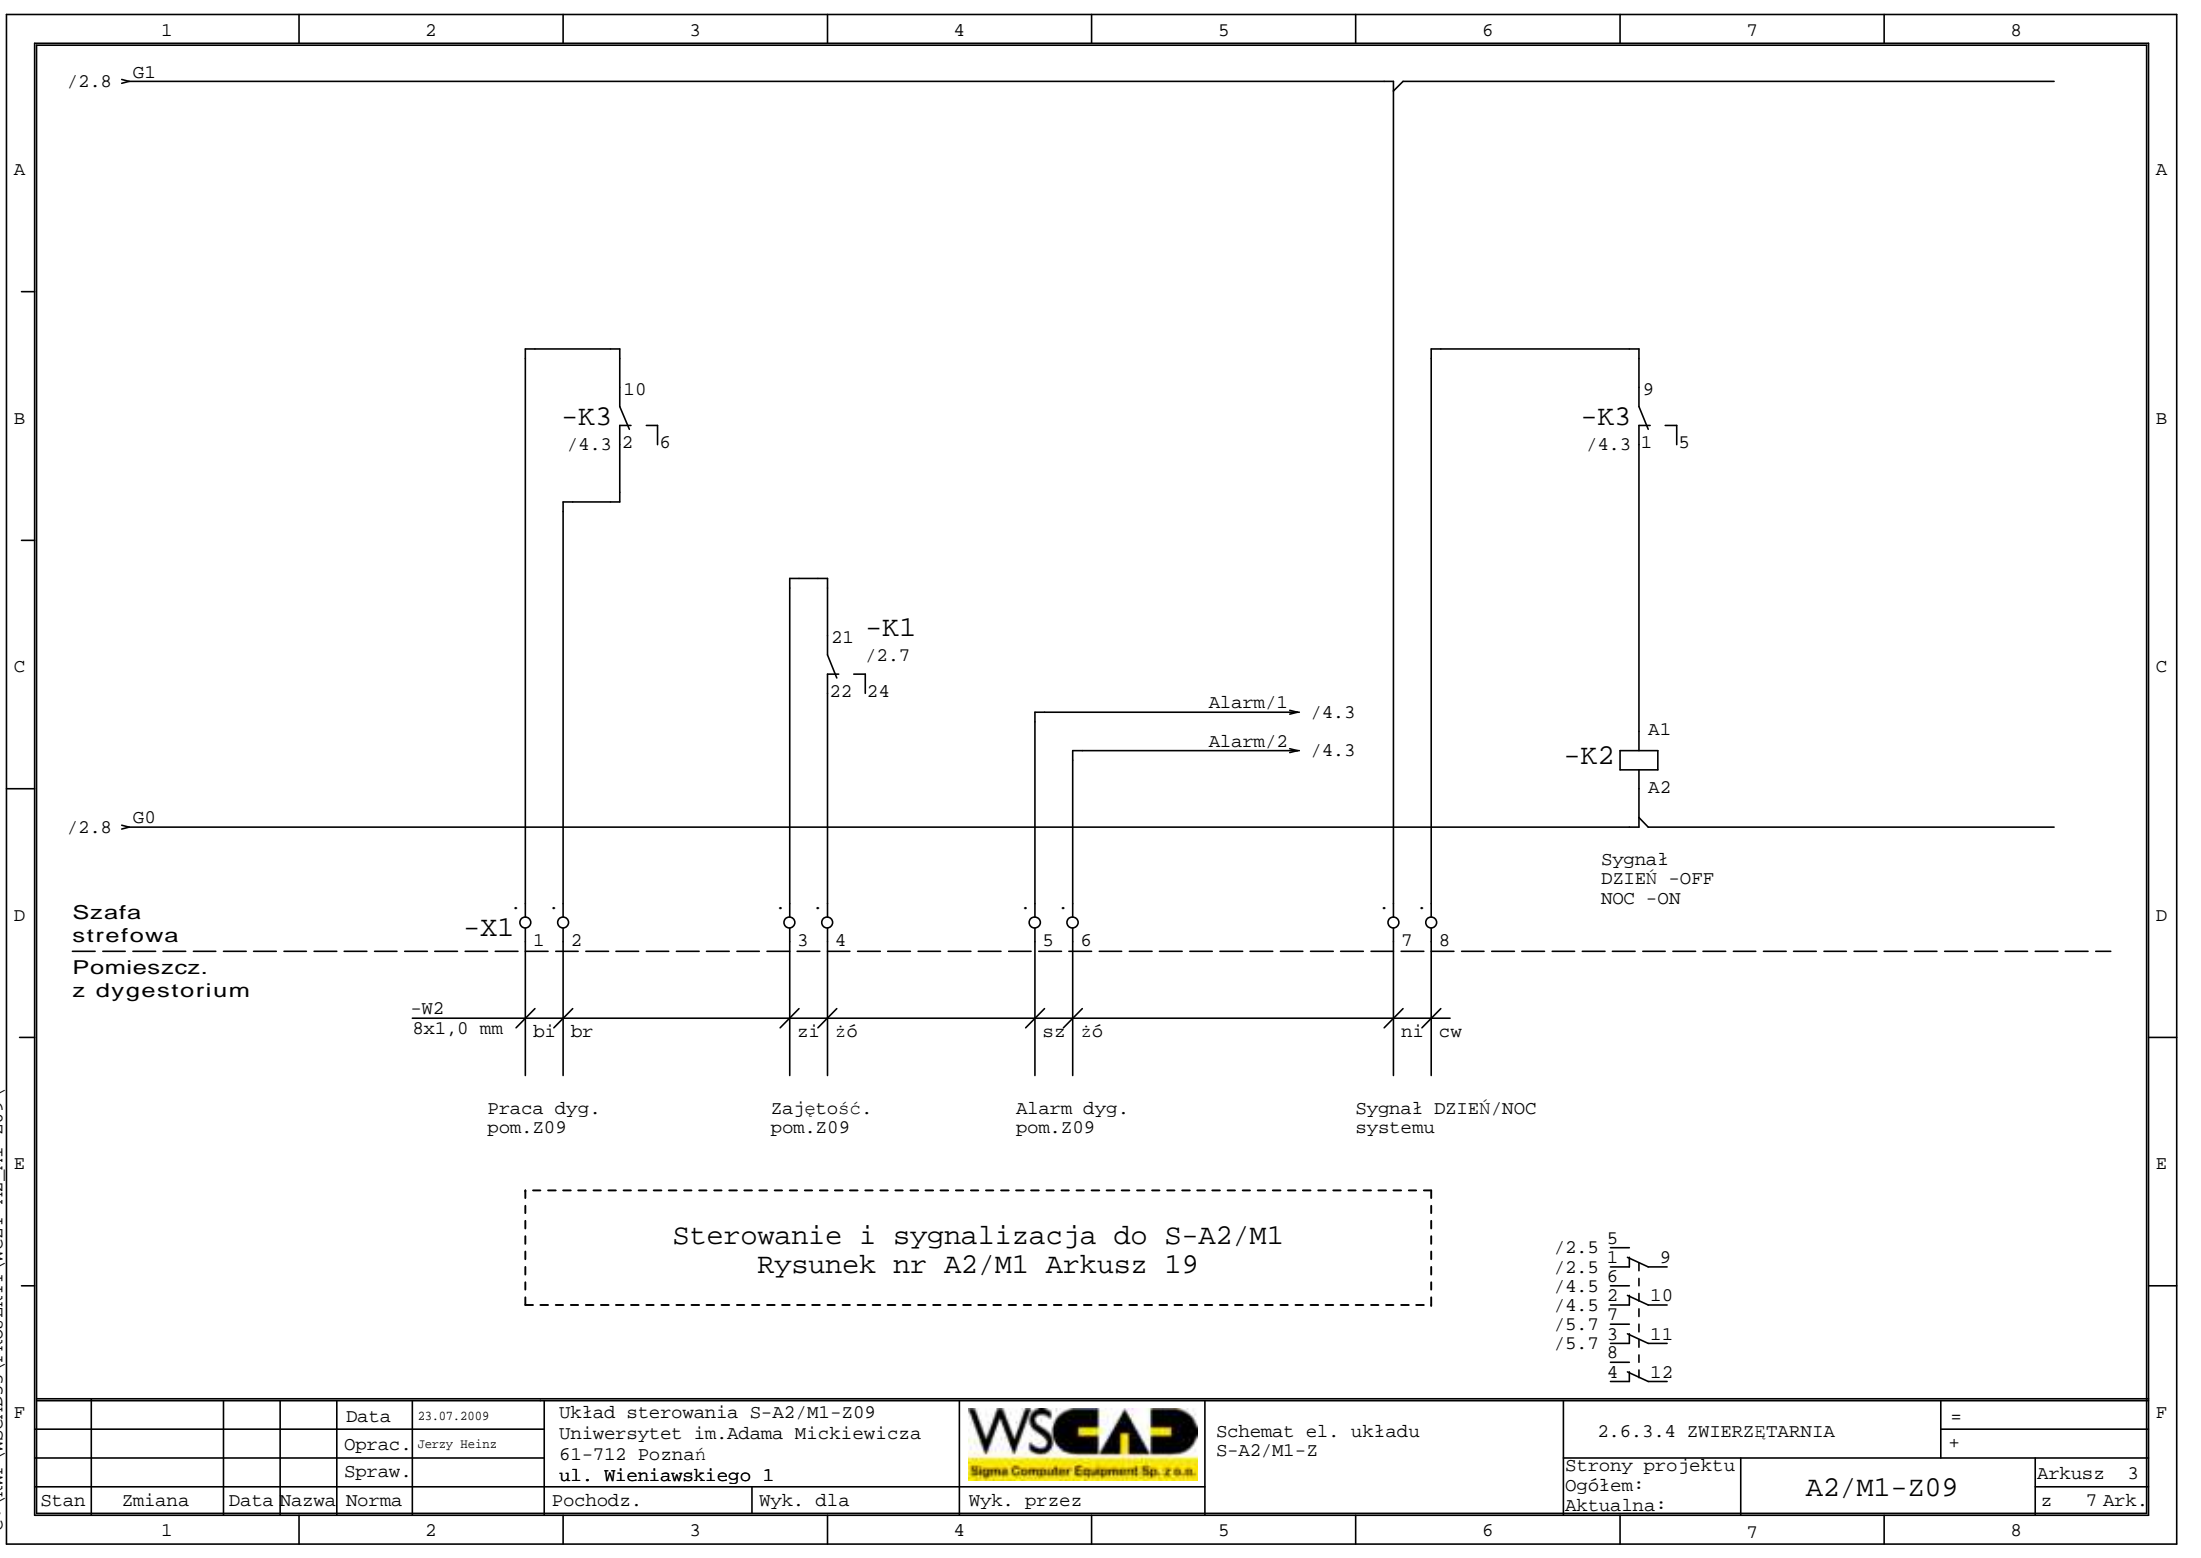 1 2 3 4 5 6 7 8
/2.8 G1
A A
10
-K3
/4.3 2 6
9
-K3
/4.3 1 5
B B
21 -K1
/2.7
22 24
C C
Alarm/1 /4.3
Alarm/2 /4.3
A1
-K2
A2
/2.8 G0
Sygnał
DZIEŃ -OFF
NOC -ON
D D
Szafa
strefowa
-X1 1 2 3 4 5 6 7 8
Pomieszcz.
z dygestorium
-W2
8x1,0 mm bi br zi żó sz żó ni cw
Praca dyg.
pom.Z09
Zajętość.
pom.Z09
Alarm dyg.
pom.Z09
Sygnał DZIEŃ/NOC
systemu
E E
Sterowanie i sygnalizacja do S-A2/M1
Rysunek nr A2/M1 Arkusz 19
/2.5 5
/2.5 1 9
/4.5 6
/4.5 2 10
/5.7 7
/5.7 3 11
8
4 12
F F
Data 23.07.2009
Oprac. Jerzy Heinz
Spraw.
Stan Zmiana Data Nazwa Norma
Układ sterowania S-A2/M1-Z09
Uniwersytet im.Adama Mickiewicza
61-712 Poznań
ul. Wieniawskiego 1
Pochodz. Wyk. dla Wyk. przez
WSCAD
Sigma Computer Equipment Sp. z o.o.
Schemat el. układu
S-A2/M1-Z
2.6.3.4 ZWIERZĘTARNIA
=
+
Strony projektu
Ogółem:
Aktualna:
A2/M1-Z09
Arkusz 3
z 7 Ark.
1 2 3 4 5 6 7 8